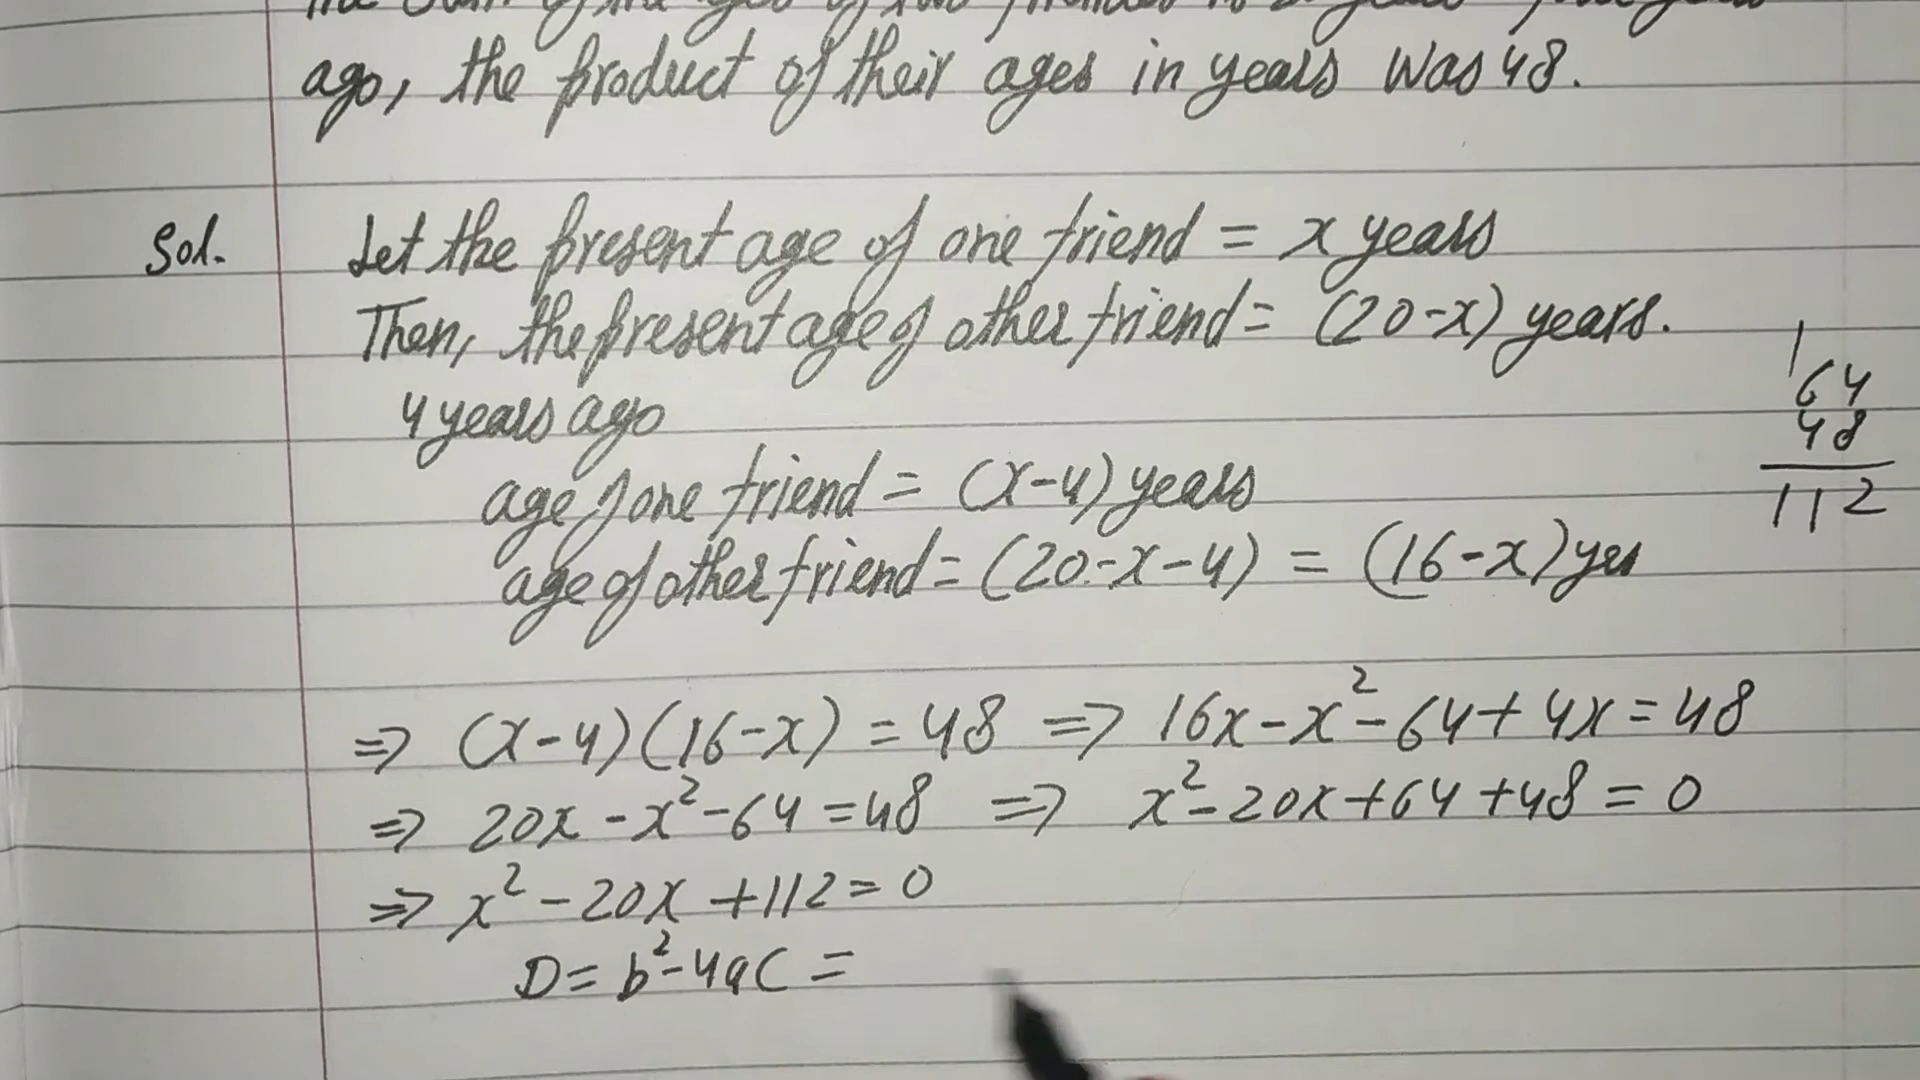 ago, the product of their ages in years was 48.
Sol. Let the present age of one friend = x years
Then, the present age of other friend = (20-x) years.
4 years ago
age of one friend = (x-4) years
age of other friend = (20-x-4) = (16-x) yrs
1
64
48
112
⇒ (x-4)(16-x) = 48 ⇒ 16x-x²-64+4x=48
⇒ 20x-x²-64=48 ⇒ x²-20x+64+48=0
⇒ x²-20x+112=0
D= b²-4ac =